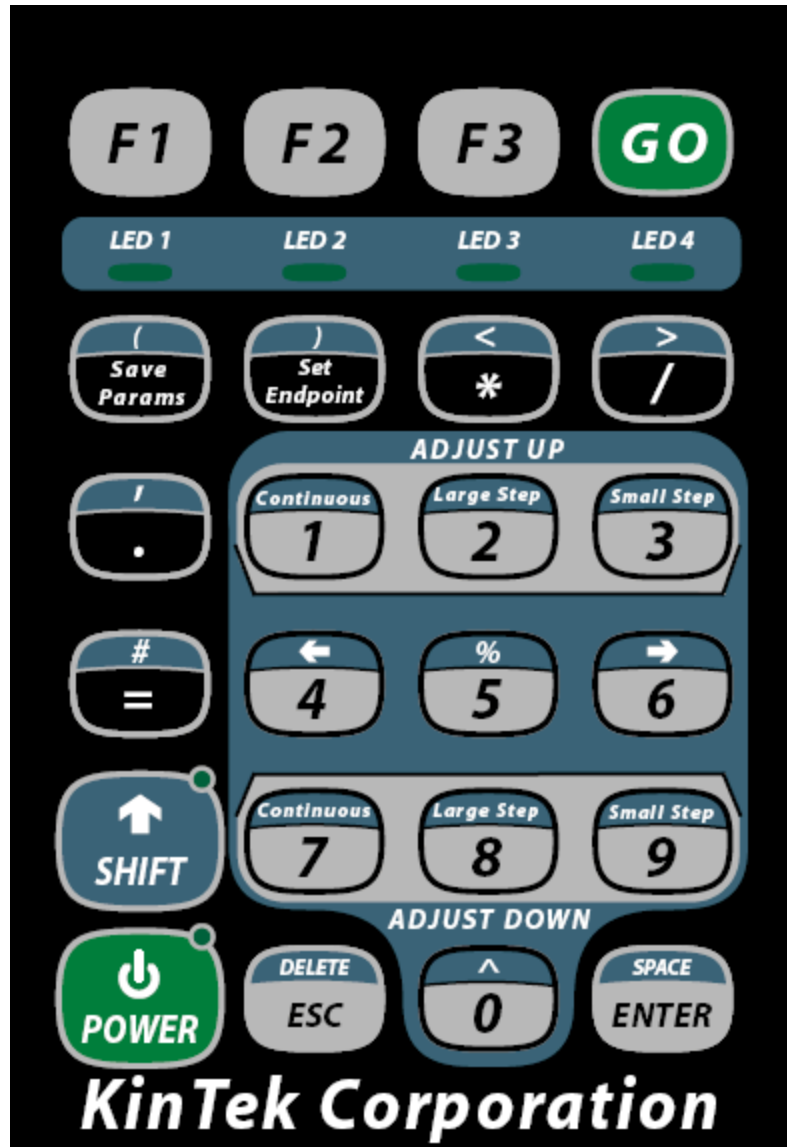 F1 F2 F3 GO
LED 1 LED 2 LED 3 LED 4
( ) < >
Save Params
Set Endpoint
* /
ADJUST UP
' Continuous Large Step Small Step
. 1 2 3
# ← % →
= 4 5 6
Continuous Large Step Small Step
SHIFT 7 8 9
ADJUST DOWN
DELETE ^ SPACE
POWER ESC 0 ENTER
KinTek Corporation